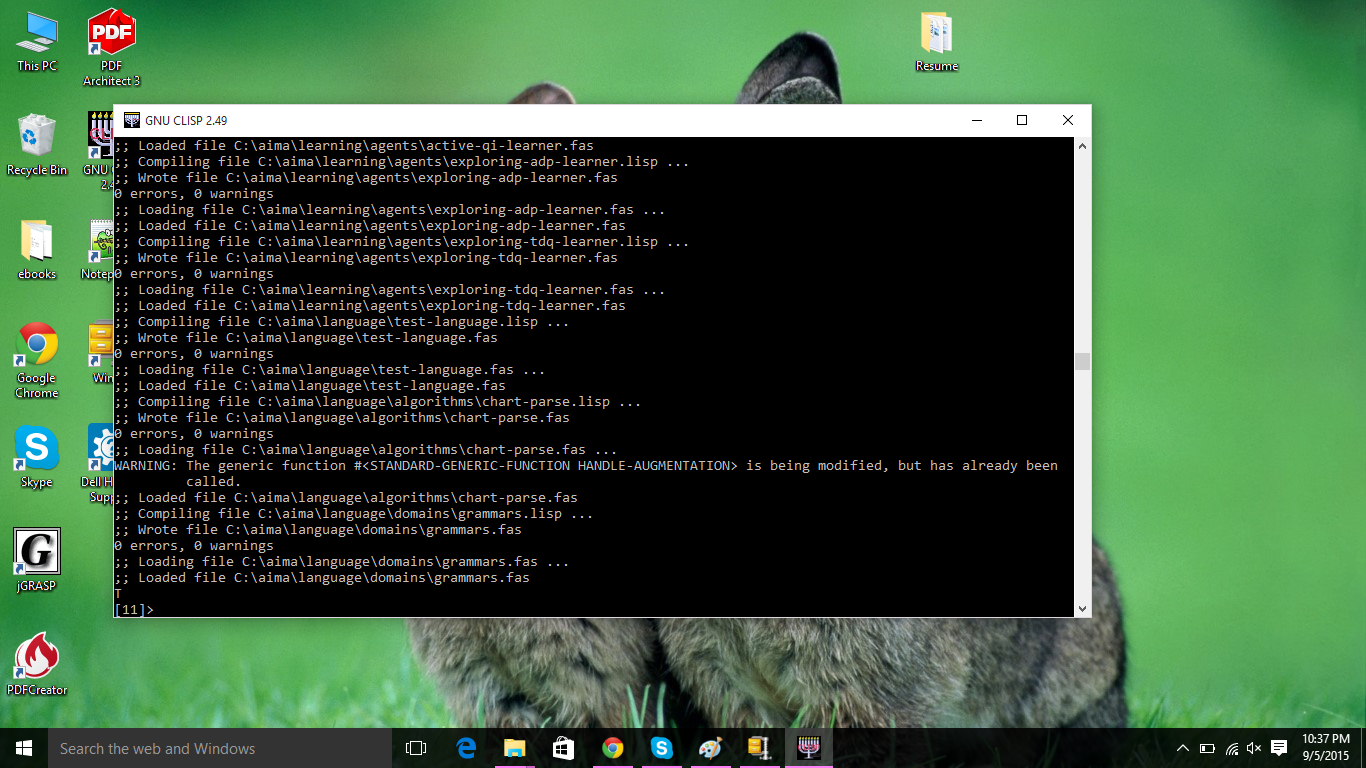 This PC
PDF
PDF
Architect 3
Resume
Recycle Bin
GNU
2.4
ebooks
Notep
Google
Chrome
Win
Skype
Dell H
Supp
G
jGRASP
PDFCreator
GNU CLISP 2.49
;; Loaded file C:\aima\learning\agents\active-qi-learner.fas
;; Compiling file C:\aima\learning\agents\exploring-adp-learner.lisp ...
;; Wrote file C:\aima\learning\agents\exploring-adp-learner.fas
0 errors, 0 warnings
;; Loading file C:\aima\learning\agents\exploring-adp-learner.fas ...
;; Loaded file C:\aima\learning\agents\exploring-adp-learner.fas
;; Compiling file C:\aima\learning\agents\exploring-tdq-learner.lisp ...
;; Wrote file C:\aima\learning\agents\exploring-tdq-learner.fas
0 errors, 0 warnings
;; Loading file C:\aima\learning\agents\exploring-tdq-learner.fas ...
;; Loaded file C:\aima\learning\agents\exploring-tdq-learner.fas
;; Compiling file C:\aima\language\test-language.lisp ...
;; Wrote file C:\aima\language\test-language.fas
0 errors, 0 warnings
;; Loading file C:\aima\language\test-language.fas ...
;; Loaded file C:\aima\language\test-language.fas
;; Compiling file C:\aima\language\algorithms\chart-parse.lisp ...
;; Wrote file C:\aima\language\algorithms\chart-parse.fas
0 errors, 0 warnings
;; Loading file C:\aima\language\algorithms\chart-parse.fas ...
WARNING: The generic function #<STANDARD-GENERIC-FUNCTION HANDLE-AUGMENTATION> is being modified, but has already been
called.
;; Loaded file C:\aima\language\algorithms\chart-parse.fas
;; Compiling file C:\aima\language\domains\grammars.lisp ...
;; Wrote file C:\aima\language\domains\grammars.fas
0 errors, 0 warnings
;; Loading file C:\aima\language\domains\grammars.fas ...
;; Loaded file C:\aima\language\domains\grammars.fas
T
[11]>
Search the web and Windows
10:37 PM
9/5/2015